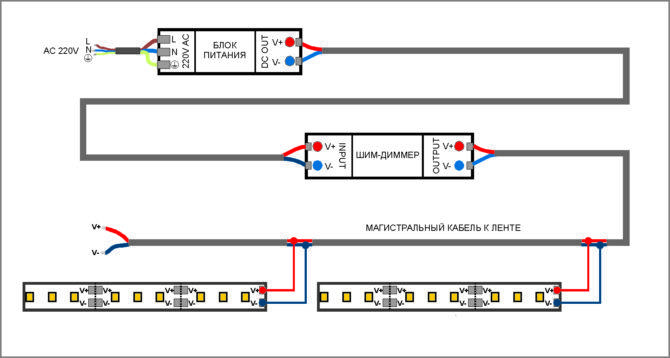 AC 220V
L
N
L
N
220V AC
БЛОК
ПИТАНИЯ
DC OUT
V+
V-
V+
V-
INPUT
ШИМ-ДИММЕР
OUTPUT
V+
V-
МАГИСТРАЛЬНЫЙ КАБЕЛЬ К ЛЕНТЕ
V+
V-
V+ V+
V- V-
V+ V+
V- V-
V+
V-
V+ V+
V- V-
V+ V+
V- V-
V+
V-